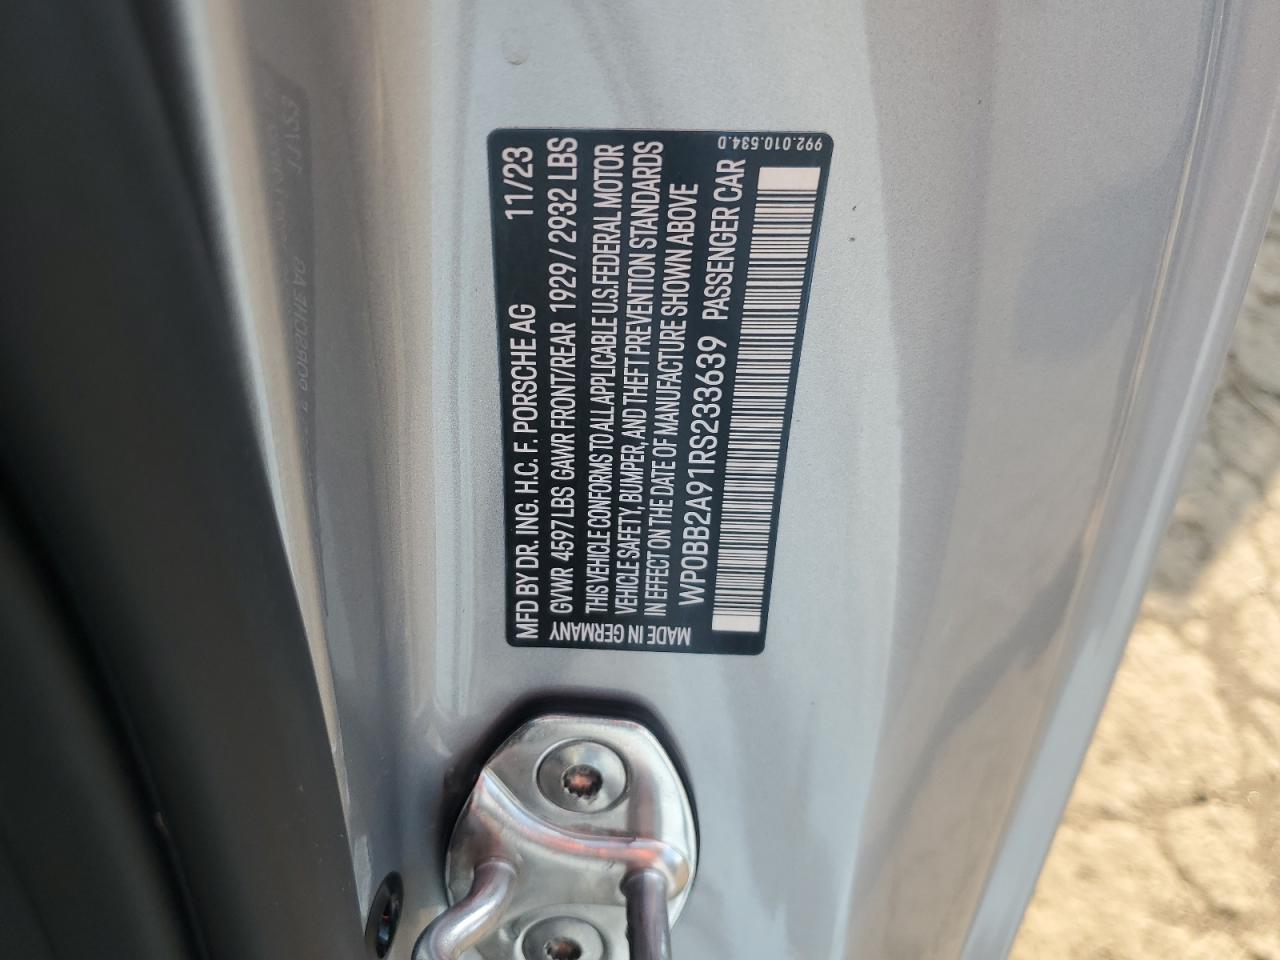 MFD BY DR. ING. H.C. F. PORSCHE AG 11/23
GVWR 4597 LBS GAWR FRONT/REAR 1929 / 2932 LBS
THIS VEHICLE CONFORMS TO ALL APPLICABLE U.S. FEDERAL MOTOR
VEHICLE SAFETY, BUMPER, AND THEFT PREVENTION STANDARDS
IN EFFECT ON THE DATE OF MANUFACTURE SHOWN ABOVE
WP0BB2A91RS233639 PASSENGER CAR
MADE IN GERMANY
992.010.534.D